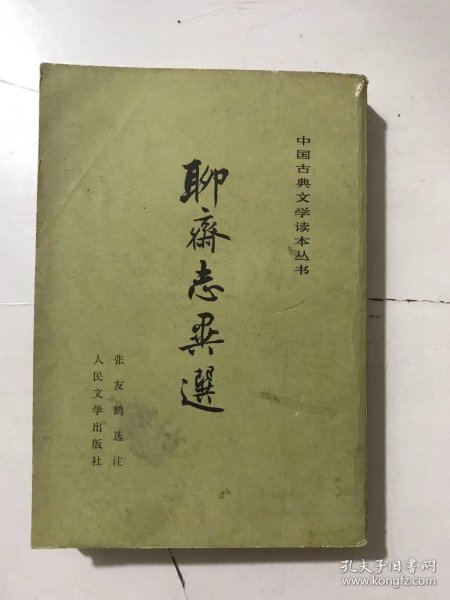 中国古典文学读本丛书
聊齋志異選
张友鹤选注
人民文学出版社
孔夫子旧书网
www.kongfz.com